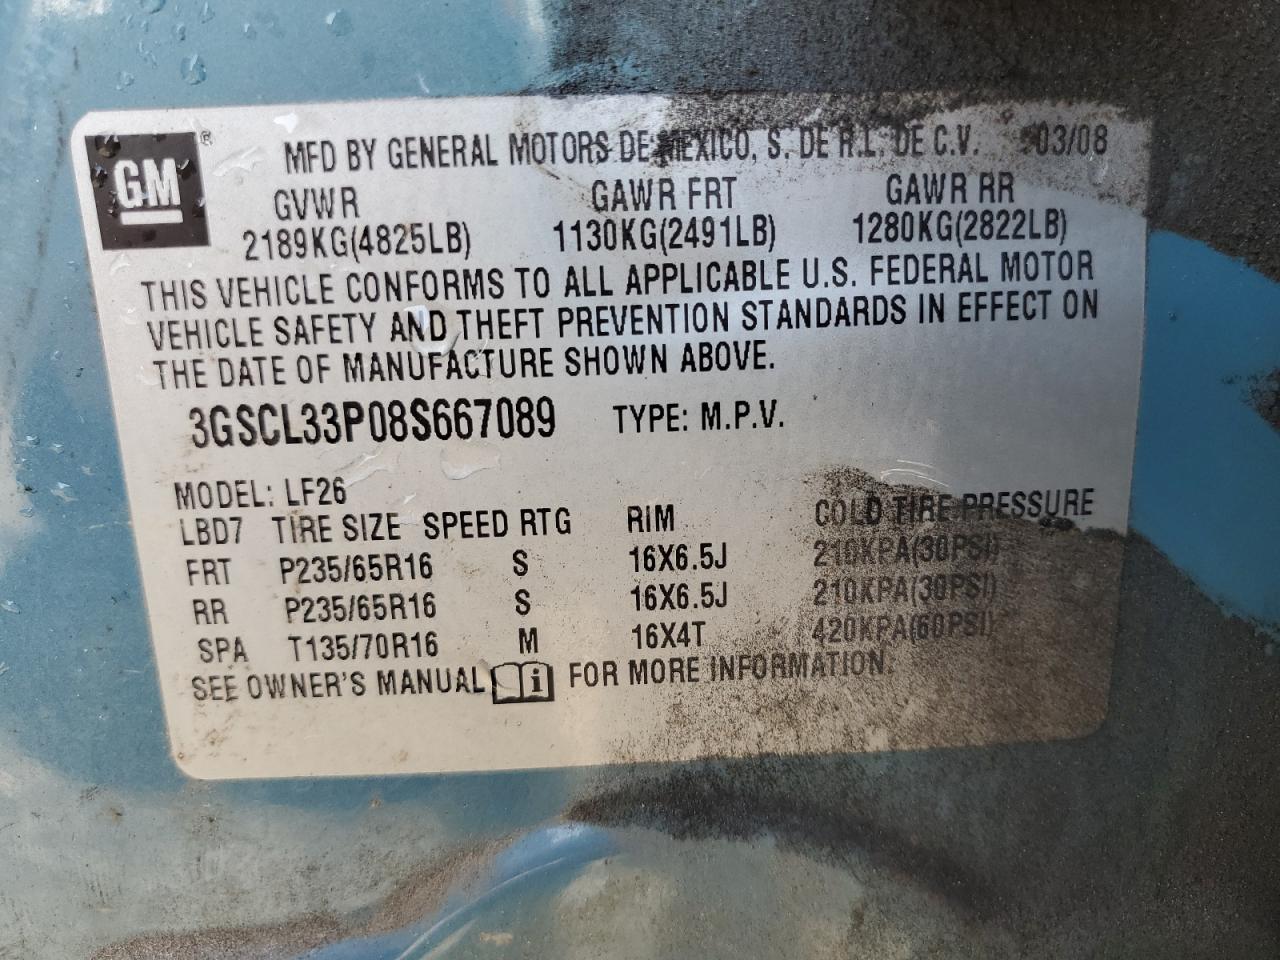 GM ® MFD BY GENERAL MOTORS DE MEXICO, S. DE R.L. DE C.V. 03/08
GVWR GAWR FRT GAWR RR
2189KG(4825LB) 1130KG(2491LB) 1280KG(2822LB)
THIS VEHICLE CONFORMS TO ALL APPLICABLE U.S. FEDERAL MOTOR
VEHICLE SAFETY AND THEFT PREVENTION STANDARDS IN EFFECT ON
THE DATE OF MANUFACTURE SHOWN ABOVE.
3GSCL33P08S667089 TYPE: M.P.V.
MODEL: LF26
LBD7 TIRE SIZE SPEED RTG RIM COLD TIRE PRESSURE
FRT P235/65R16 S 16X6.5J 210KPA(30PSI)
RR P235/65R16 S 16X6.5J 210KPA(30PSI)
SPA T135/70R16 M 16X4T 420KPA(60PSI)
SEE OWNER'S MANUAL i FOR MORE INFORMATION.